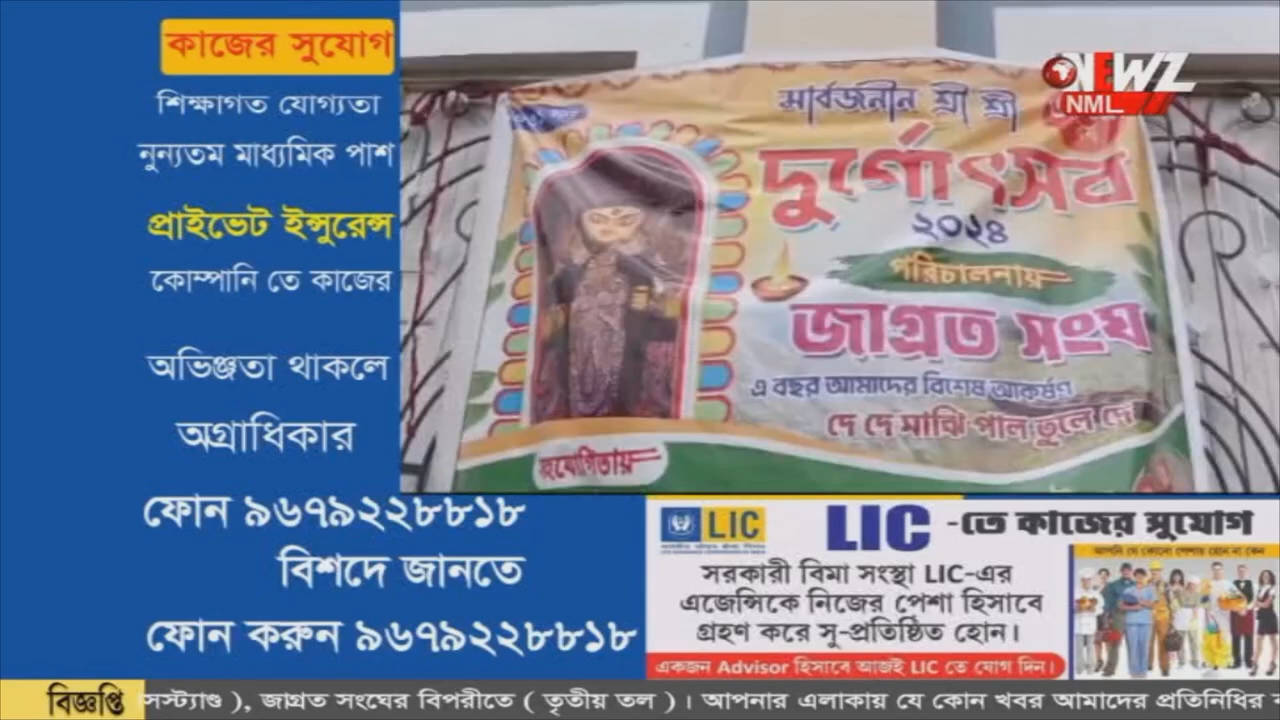 কাজের সুযোগ
শিক্ষাগত যোগ্যতা
নুন্যতম মাধ্যমিক পাশ
প্রাইভেট ইন্সুরেন্স
কোম্পানি তে কাজের
অভিঞ্জতা থাকলে
অগ্রাধিকার
ফোন ৯৬৭৯২২৮৮১৮
বিশদে জানতে
ফোন করুন ৯৬৭৯২২৮৮১৮
NEWZ
NML
সার্বজনীন শ্রী শ্রী
দুর্গোৎসব
২০২৪
পরিচালনায়
জাগ্রত সংঘ
এ বছর আমাদের বিশেষ আকর্ষণ
দে দে মাঝি পাল তুলে দে
সহযোগিতায়
LIC
LIC -তে কাজের সুযোগ
আপনি যে কোনো পেশায় হোন না কেন
সরকারী বিমা সংস্থা LIC-এর
এজেন্সিকে নিজের পেশা হিসাবে
গ্রহণ করে সু-প্রতিষ্ঠিত হোন।
একজন Advisor হিসাবে আজই LIC তে যোগ দিন।
বিজ্ঞপ্তি সস্ট্যাণ্ড ), জাগ্রত সংঘের বিপরীতে ( তৃতীয় তল )। আপনার এলাকায় যে কোন খবর আমাদের প্রতিনিধির